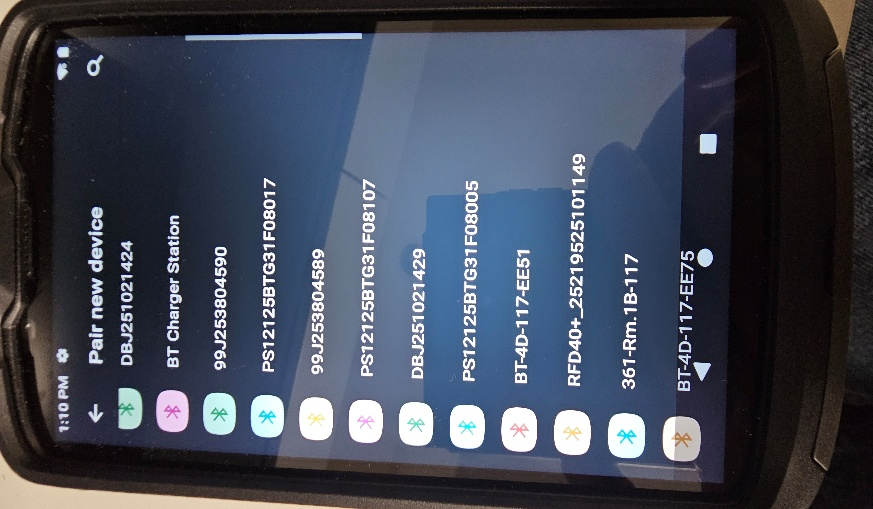 1:10 PM
Pair new device
DBJ251021424
BT Charger Station
99J253804590
PS12125BTG31F08017
99J253804589
PS12125BTG31F08107
DBJ251021429
PS12125BTG31F08005
BT-4D-117-EE51
RFD40+_25219525101149
361-Rm.1B-117
BT-4D-117-EE75